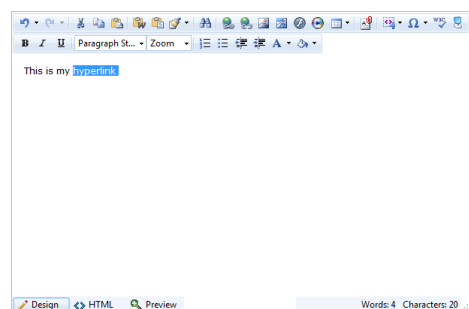 B I U Paragraph St... Zoom A
This is my hyperlink
Design HTML Preview Words: 4 Characters: 20